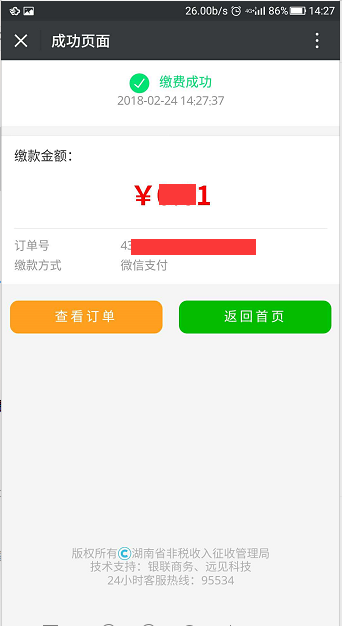 26.00b/s 4G 86% 14:27
成功页面
缴费成功
2018-02-24 14:27:37
缴款金额：
¥ 1
订单号 43
缴款方式 微信支付
查看订单 返回首页
版权所有©湖南省非税收入征收管理局
技术支持：银联商务、远见科技
24小时客服热线：95534